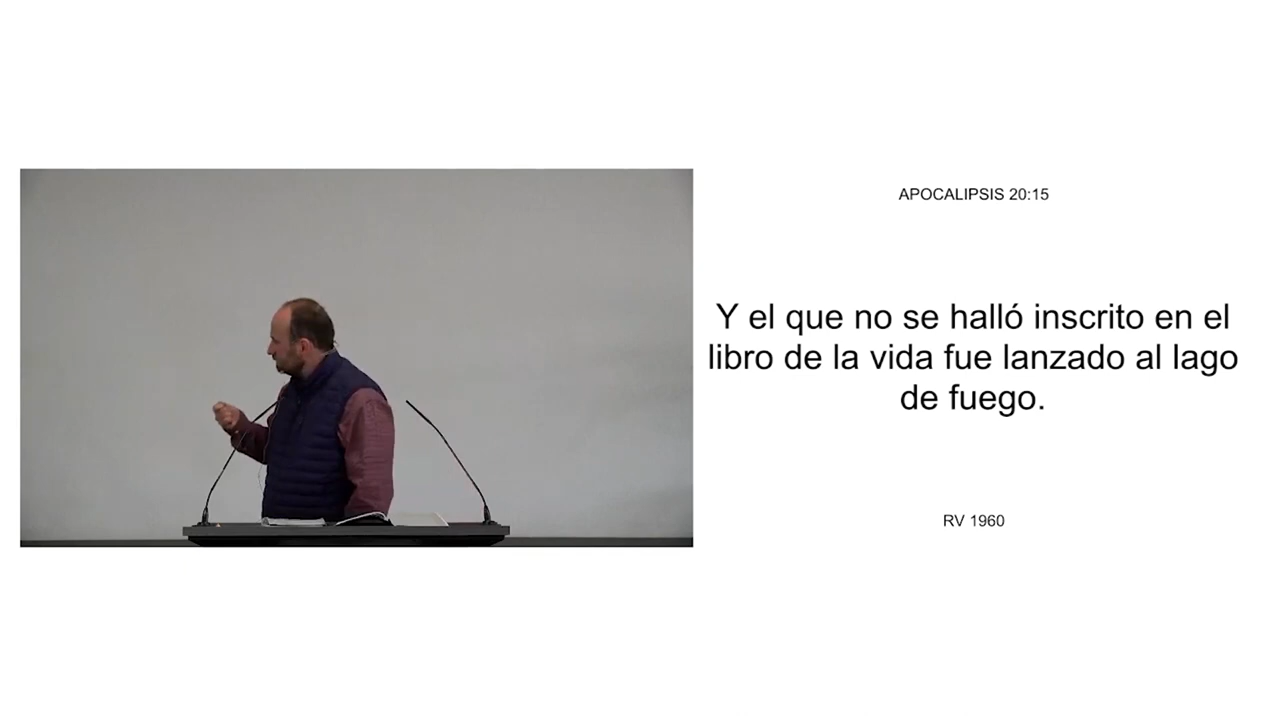 APOCALIPSIS 20:15
Y el que no se halló inscrito en el
libro de la vida fue lanzado al lago
de fuego.
RV 1960